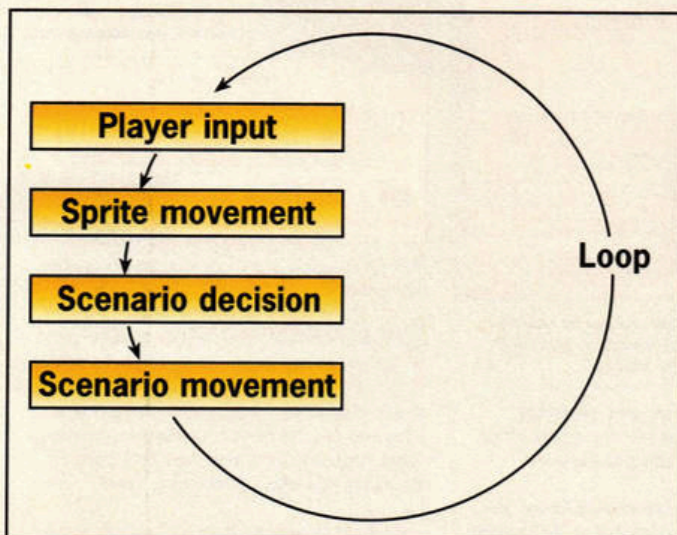 Player input
Sprite movement
Scenario decision
Scenario movement
Loop